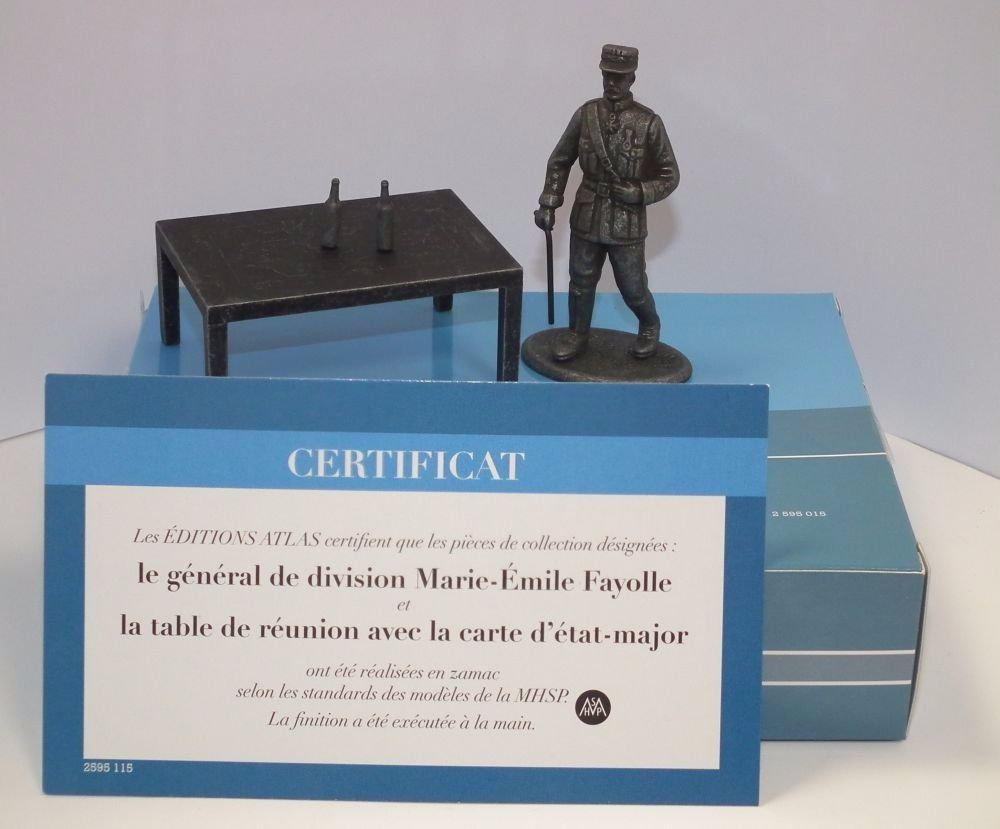 2 595 015
CERTIFICAT
Les ÉDITIONS ATLAS certifient que les pièces de collection désignées :
le général de division Marie-Émile Fayolle
et
la table de réunion avec la carte d'état-major
ont été réalisées en zamac
selon les standards des modèles de la MHSP.
La finition a été exécutée à la main.
2595 115